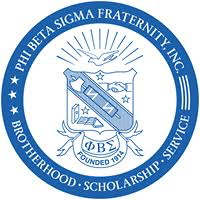 PHI BETA SIGMA FRATERNITY, INC.
ΦΒΣ
FOUNDED 1914
BROTHERHOOD · SCHOLARSHIP · SERVICE